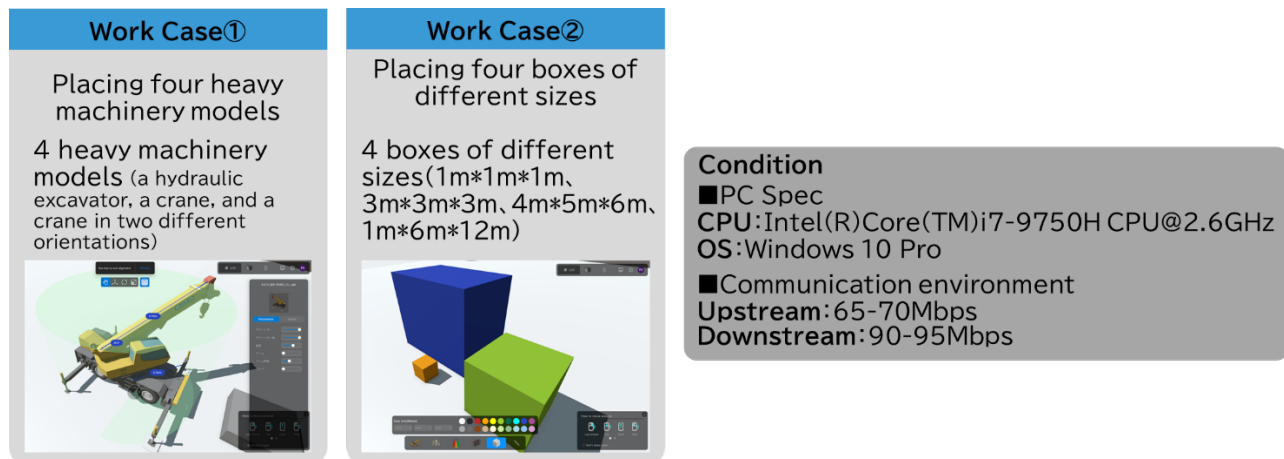 Work Case①
Placing four heavy
machinery models
4 heavy machinery
models (a hydraulic
excavator, a crane, and a
crane in two different
orientations)
Work Case②
Placing four boxes of
different sizes
4 boxes of different
sizes(1m*1m*1m、
3m*3m*3m、4m*5m*6m、
1m*6m*12m)
Condition
■PC Spec
CPU:Intel(R)Core(TM)i7-9750H CPU@2.6GHz
OS:Windows 10 Pro
■Communication environment
Upstream:65-70Mbps
Downstream:90-95Mbps